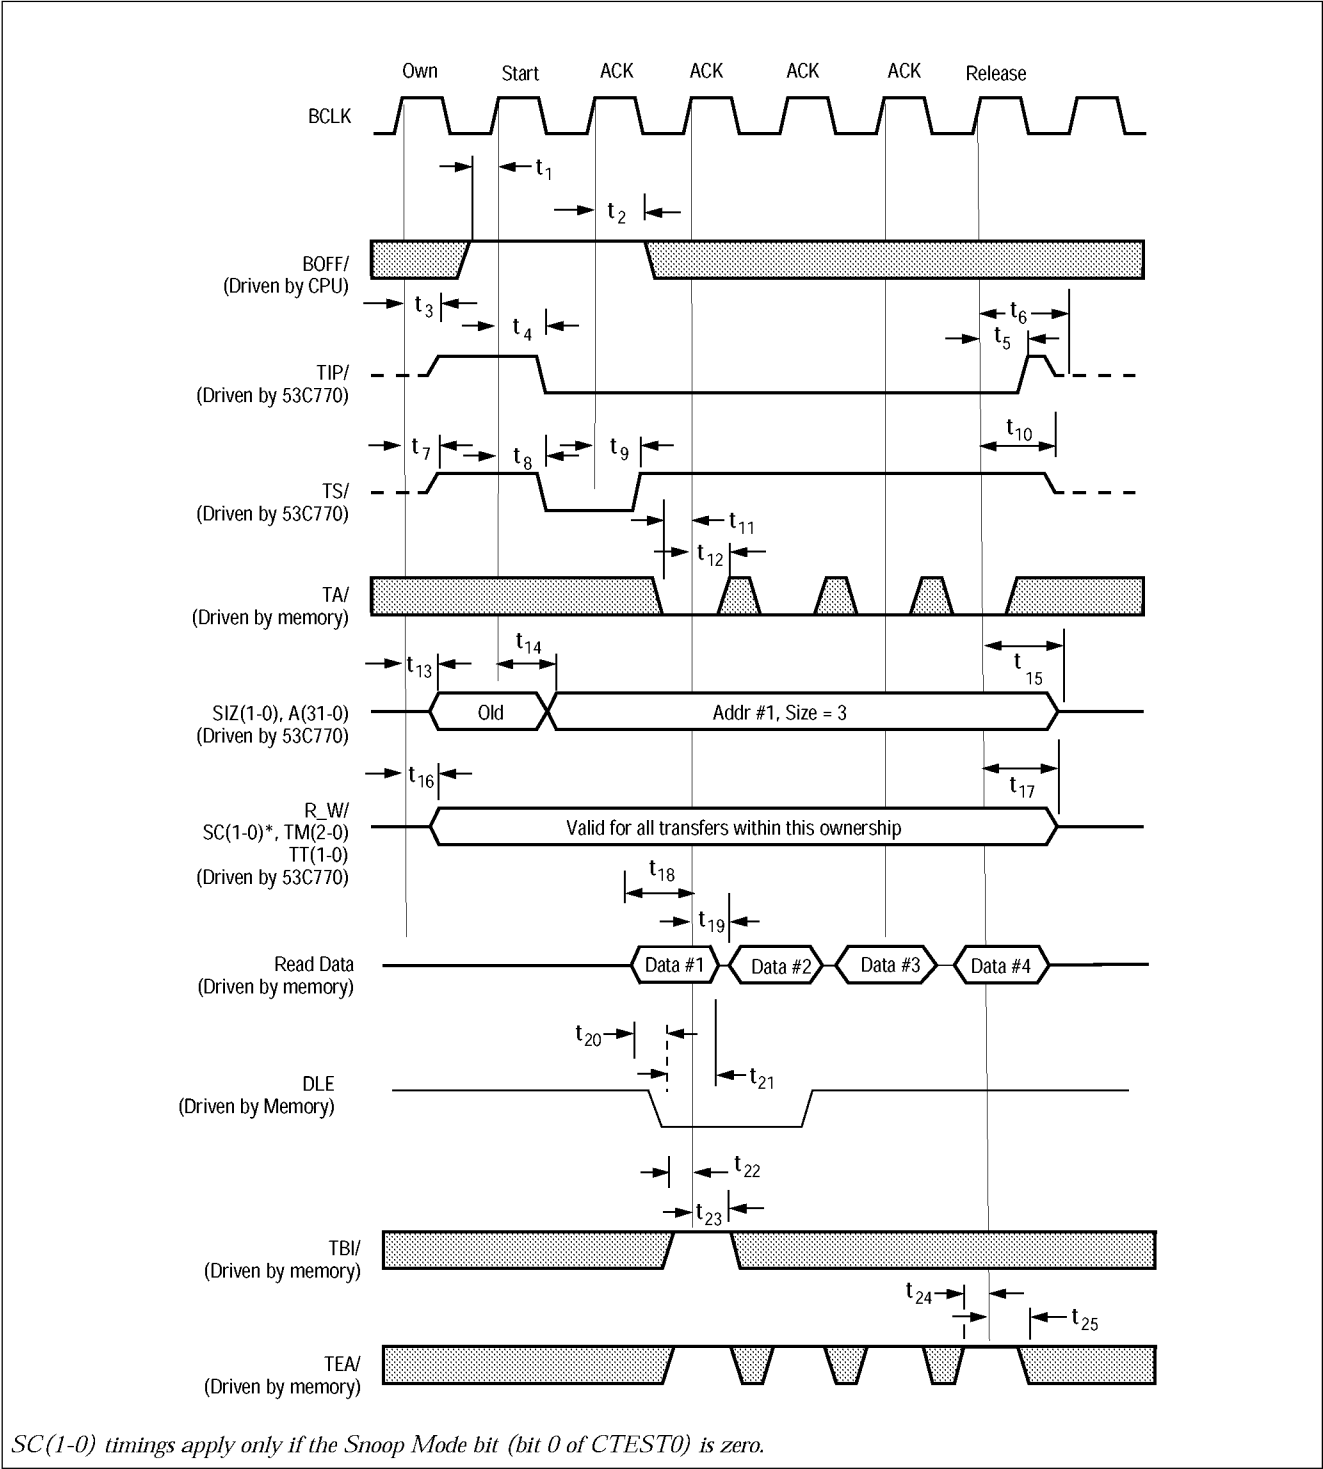 Own Start ACK ACK ACK ACK Release
BCLK
t1
t2
BOFF/
(Driven by CPU)
t3
t6
t4
t5
TIP/
(Driven by 53C770)
t10
t7
t8
t9
TS/
(Driven by 53C770)
t11
t12
TA/
(Driven by memory)
t14
t13
t15
SIZ(1-0), A(31-0)
(Driven by 53C770)
Old
Addr #1, Size = 3
t16
t17
R_W/
SC(1-0)*, TM(2-0)
TT(1-0)
(Driven by 53C770)
Valid for all transfers within this ownership
t18
t19
Read Data
(Driven by memory)
Data #1 Data #2 Data #3 Data #4
t20
t21
DLE
(Driven by Memory)
t22
t23
TBI/
(Driven by memory)
t24
t25
TEA/
(Driven by memory)
SC(1-0) timings apply only if the Snoop Mode bit (bit 0 of CTEST0) is zero.